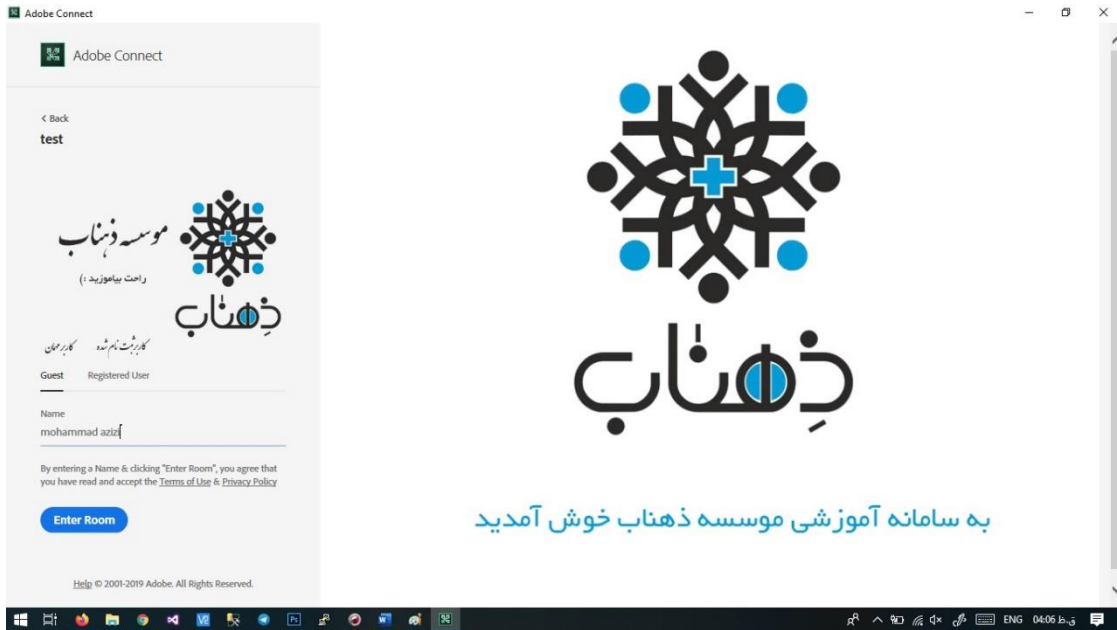 Adobe Connect
Adobe Connect
< Back
test
موسسه ذهناب
راحت بیاموزید :)
ذهناب
کاربر ثبت نام شده
کاربر مهمان
Guest
Registered User
Name
mohammad azizi
By entering a Name & clicking "Enter Room", you agree that
you have read and accept the Terms of Use & Privacy Policy
Enter Room
Help © 2001-2019 Adobe. All Rights Reserved.
ذهناب
به سامانه آموزشی موسسه ذهناب خوش آمدید
ENG
04:06 ق.ظ